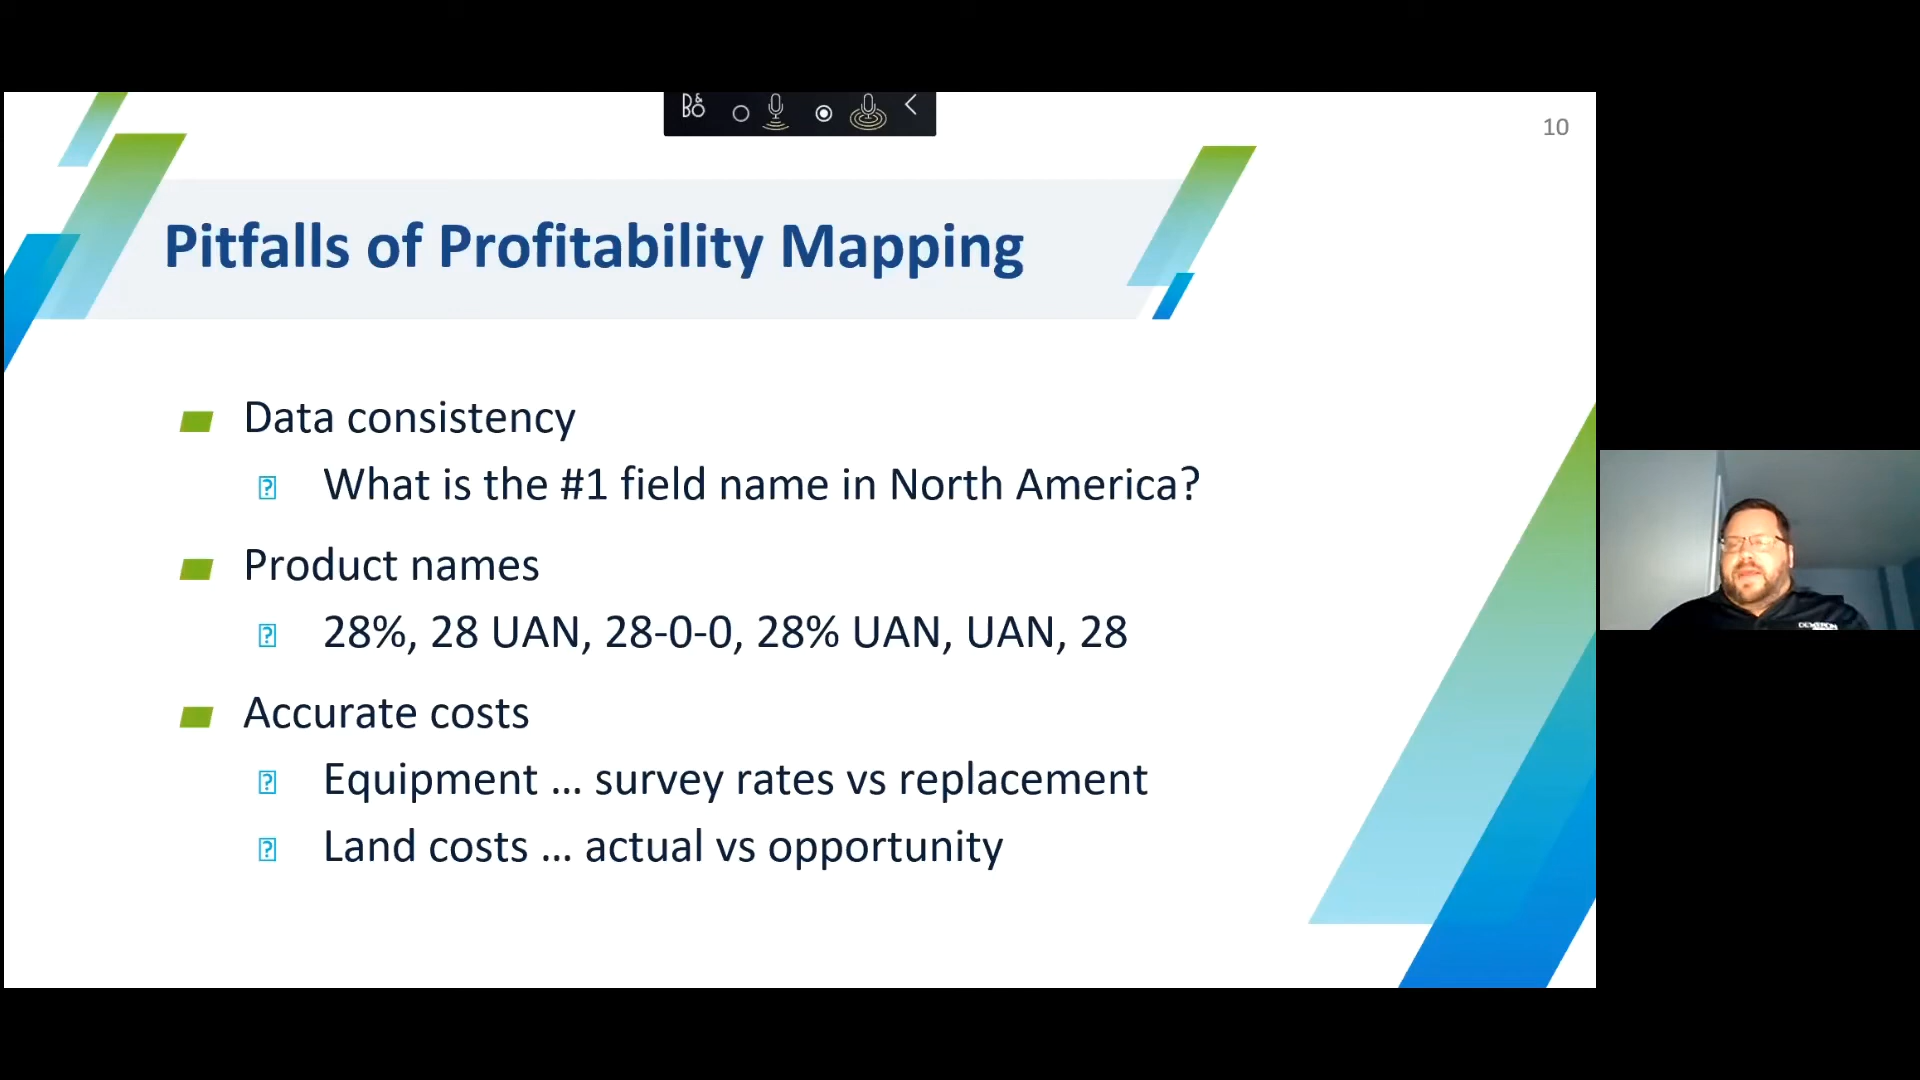 B&O
10
Pitfalls of Profitability Mapping
Data consistency
What is the #1 field name in North America?
Product names
28%, 28 UAN, 28-0-0, 28% UAN, UAN, 28
Accurate costs
Equipment … survey rates vs replacement
Land costs … actual vs opportunity